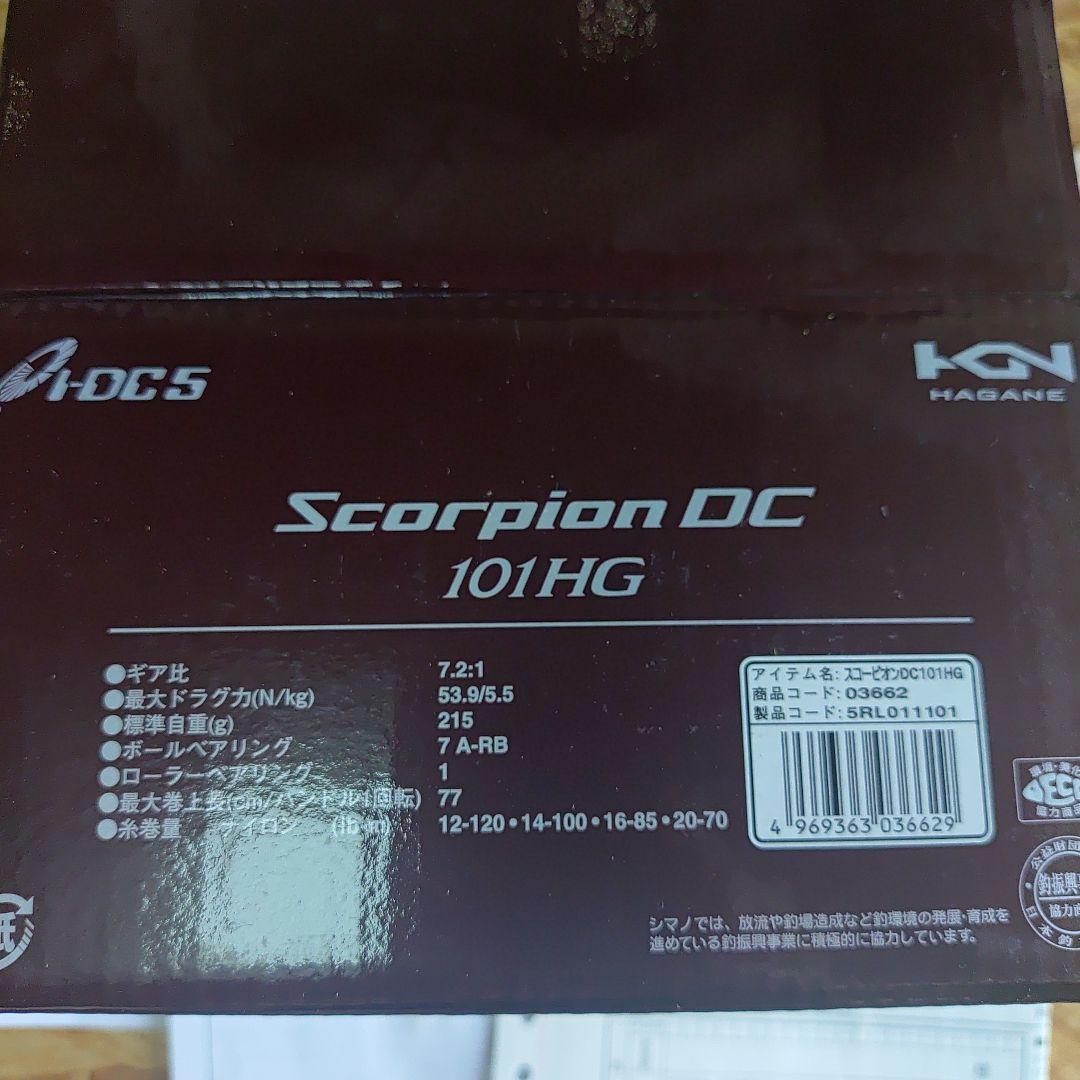 I-DC5
HAGANE
Scorpion DC
101HG
●ギア比 7.2:1
●最大ドラグ力(N/kg) 53.9/5.5
●標準自重(g) 215
●ボールベアリング 7 A-RB
●ローラーベアリング 1
●最大巻上長(cm/ハンドル1回転) 77
●糸巻量 ナイロン (lb-m) 12-120・14-100・16-85・20-70
アイテム名: スコーピオンDC101HG
商品コード: 03662
製品コード: 5RL011101
4 969363 036629
シマノでは、放流や釣場造成など釣環境の発展・育成を
進めている釣振興事業に積極的に協力しています。
紙